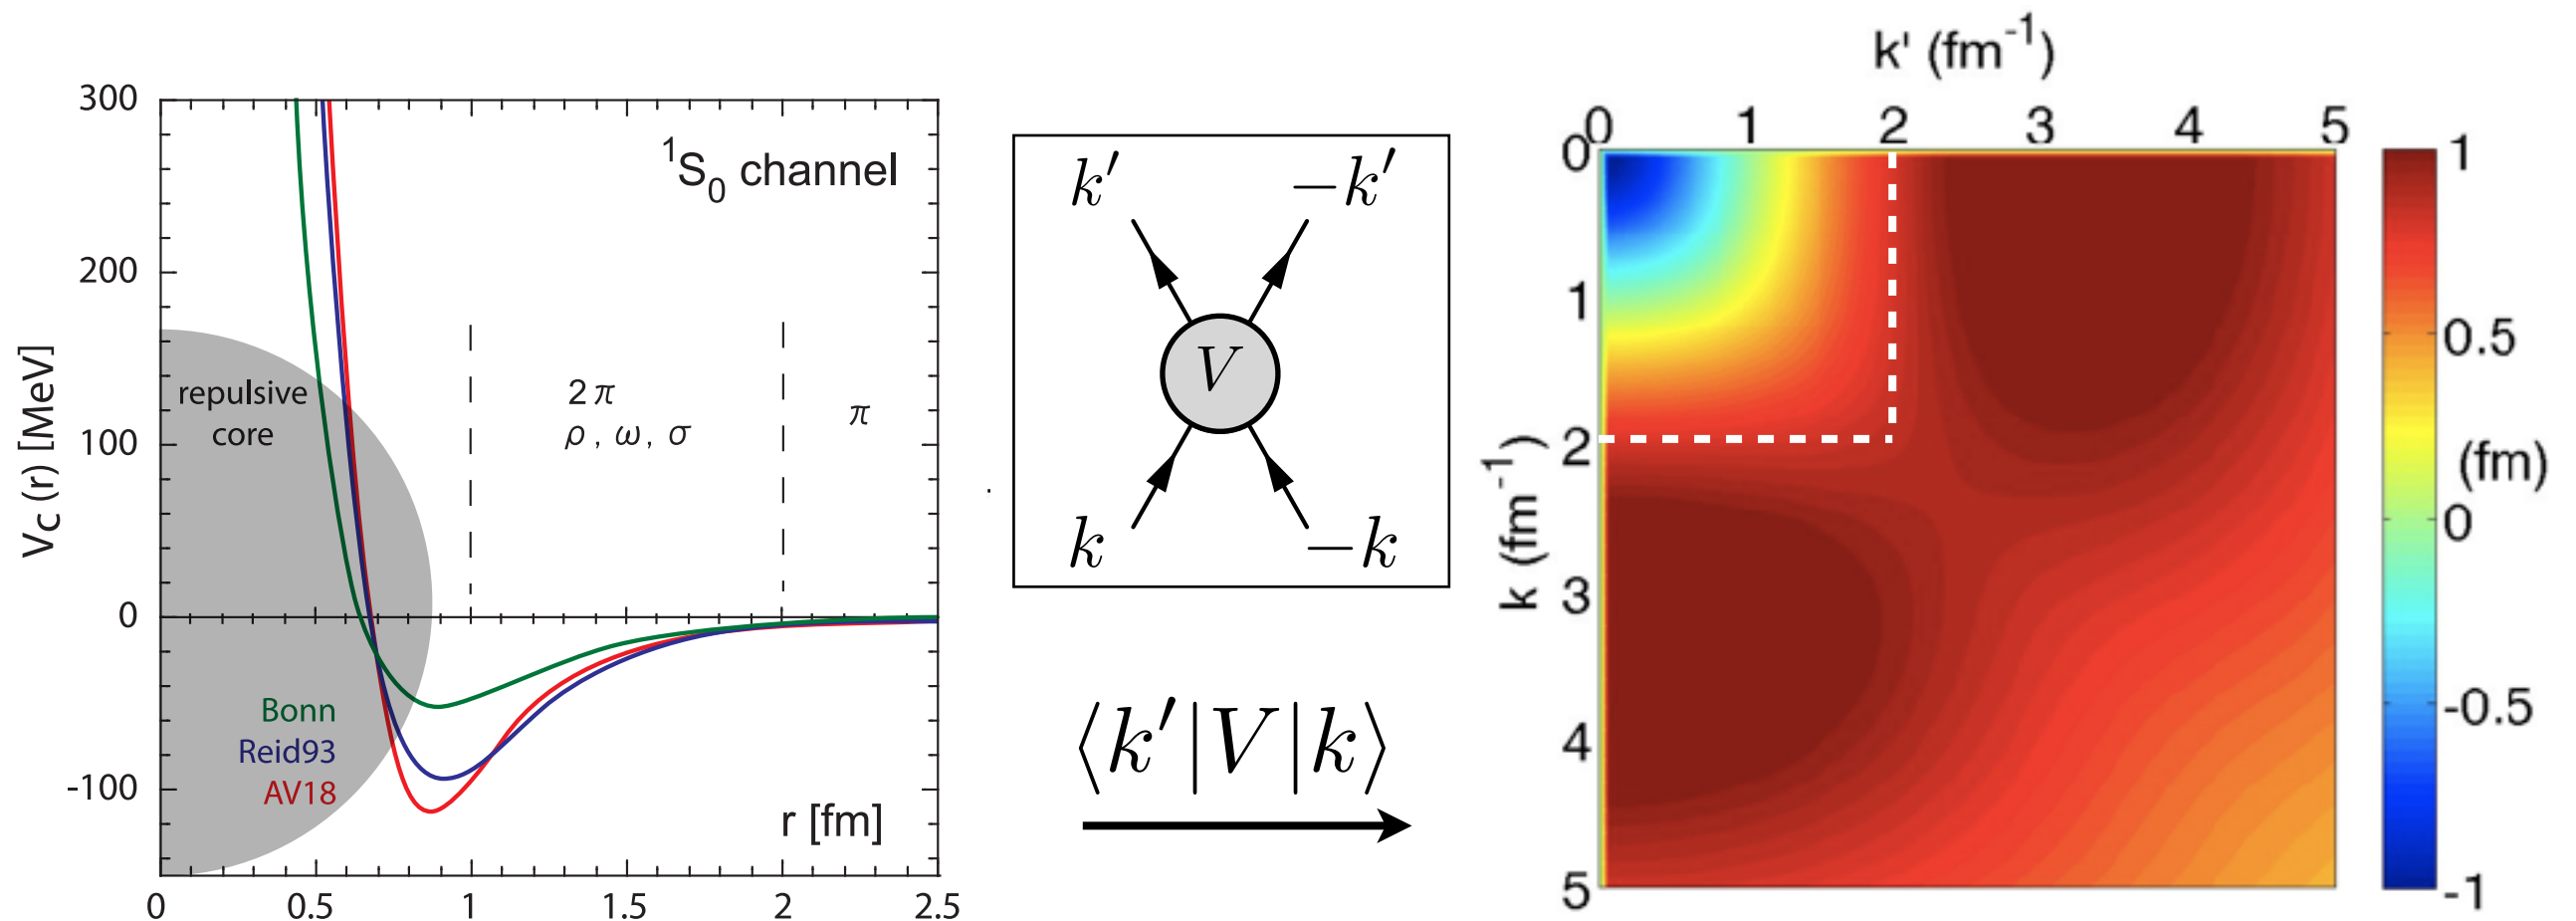 300
200
100
0
-100
Vc (r) [MeV]
¹S₀ channel
repulsive
core
2 π
ρ , ω, σ
π
Bonn
Reid93
AV18
r [fm]
0 0.5 1 1.5 2 2.5
k′ −k′
V
k −k
⟨k′|V|k⟩
k' (fm⁻¹)
0 1 2 3 4 5
k (fm⁻¹)
0
1
2
3
4
5
1
0.5
(fm)
0
-0.5
-1